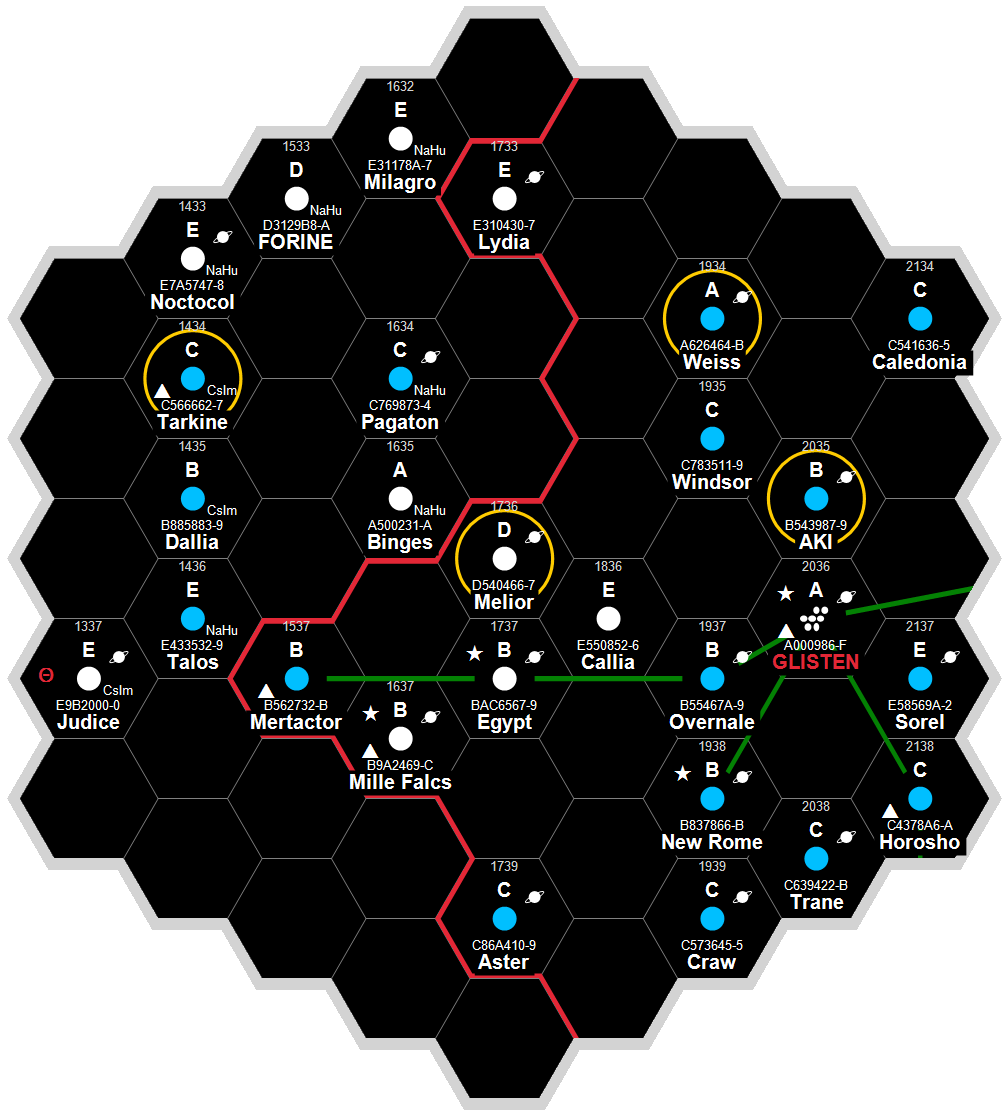 1632
E
NaHu
E31178A-7
Milagro
1533
D
NaHu
D3129B8-A
FORINE
1733
E
E310430-7
Lydia
1433
E
NaHu
E7A5747-8
Noctocol
1934
A
A626464-B
Weiss
2134
C
C541636-5
Caledonia
1434
C
CsIm
C566662-7
Tarkine
1634
C
NaHu
C769873-4
Pagaton
1935
C
C783511-9
Windsor
1435
B
CsIm
B885883-9
Dallia
1635
A
NaHu
A500231-A
Binges
2035
B
B543987-9
AKI
1736
D
D540466-7
Melior
1436
E
NaHu
E433532-9
Talos
1836
E
E550852-6
Callia
2036
A
A000986-F
GLISTEN
1337
E
CsIm
E9B2000-0
Judice
1537
B
B562732-B
Mertactor
1737
B
BAC6567-9
Egypt
1937
B
B55467A-9
Overnale
2137
E
E58569A-2
Sorel
1637
B
B9A2469-C
Mille Falcs
1938
B
B837866-B
New Rome
2138
C
C4378A6-A
Horosho
2038
C
C639422-B
Trane
1739
C
C86A410-9
Aster
1939
C
C573645-5
Craw